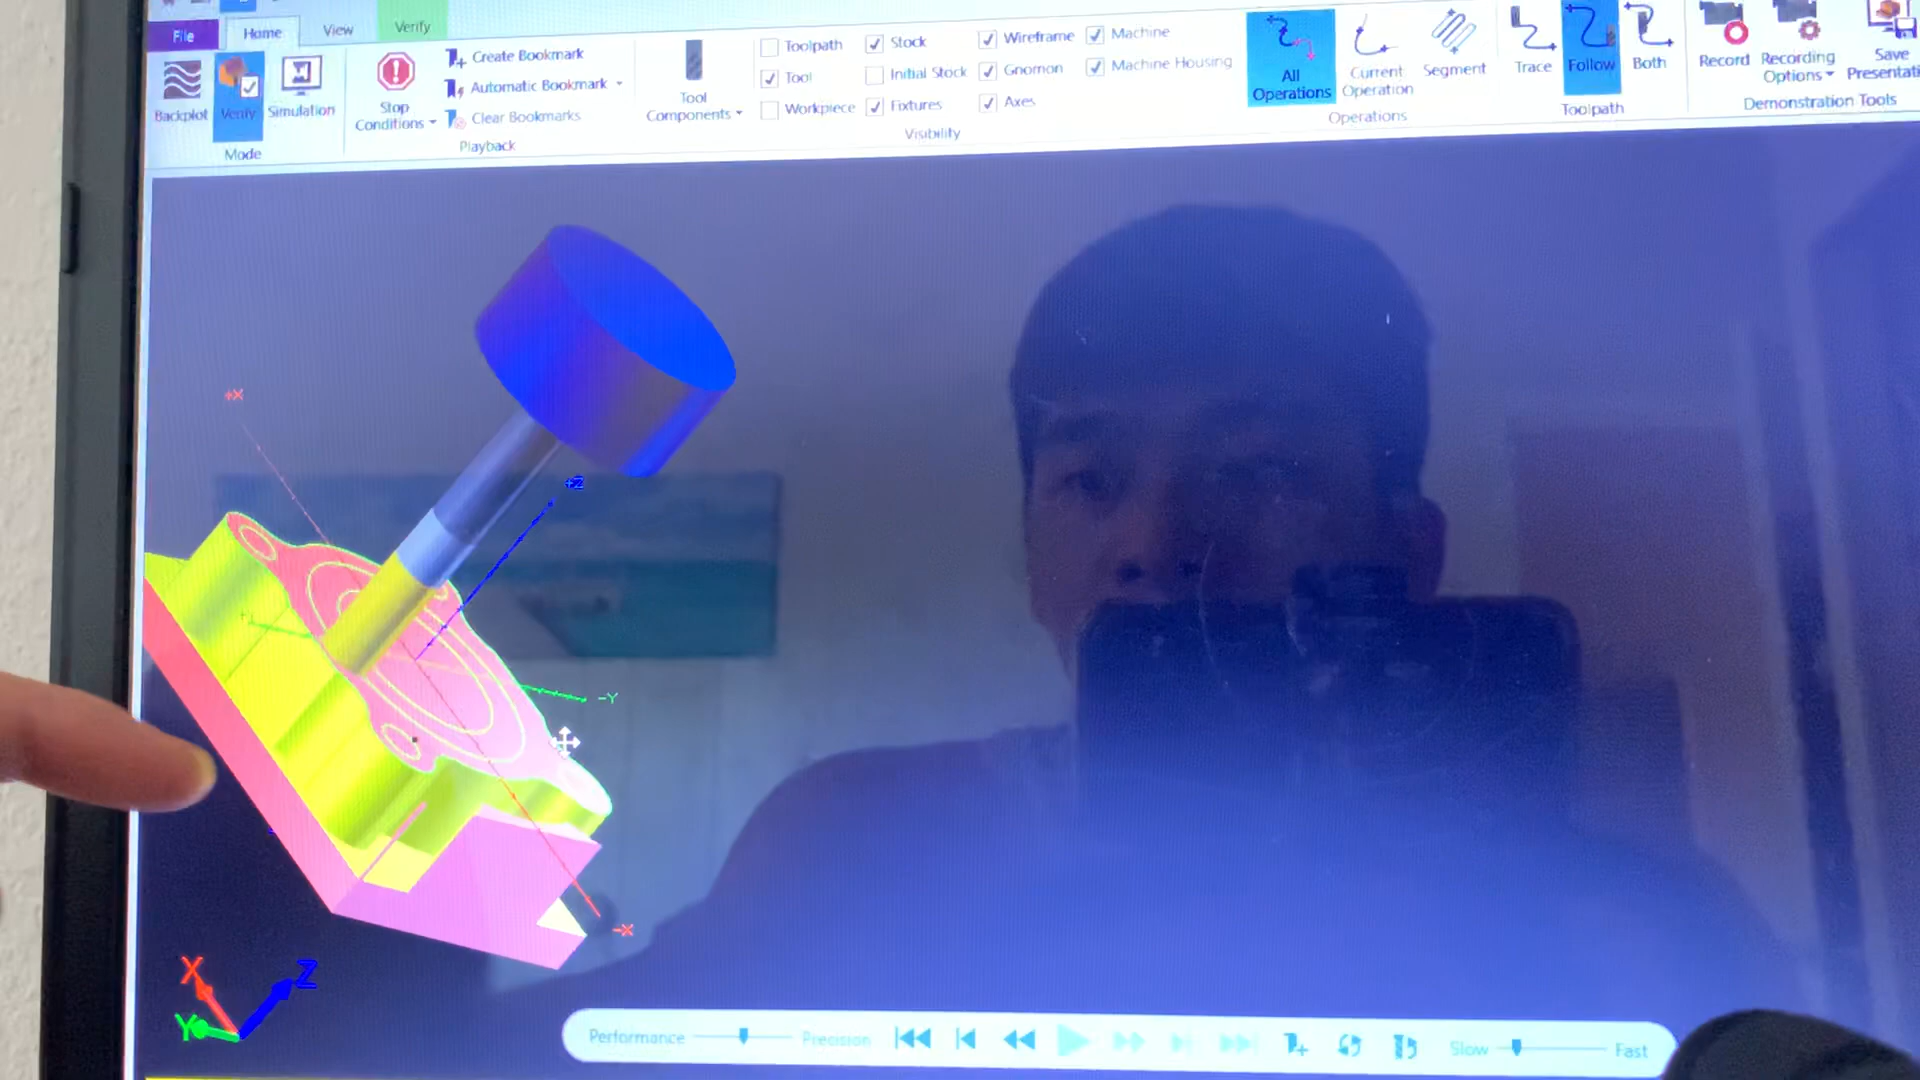 File Home View Verify
Backplot Verify Simulation
Mode
Stop Conditions
Create Bookmark
Automatic Bookmark
Clear Bookmarks
Playback
Tool Components
Toolpath Stock Wireframe Machine
Tool Initial Stock Gnomon Machine Housing
Workpiece Fixtures Axes
Visibility
All Operations
Current Operation
Segment
Operations
Trace Follow Both
Toolpath
Record
Recording Options
Save
Demonstration Tools
+X
+Z
-Y
-X
X
Y
Z
Performance Precision
Slow Fast